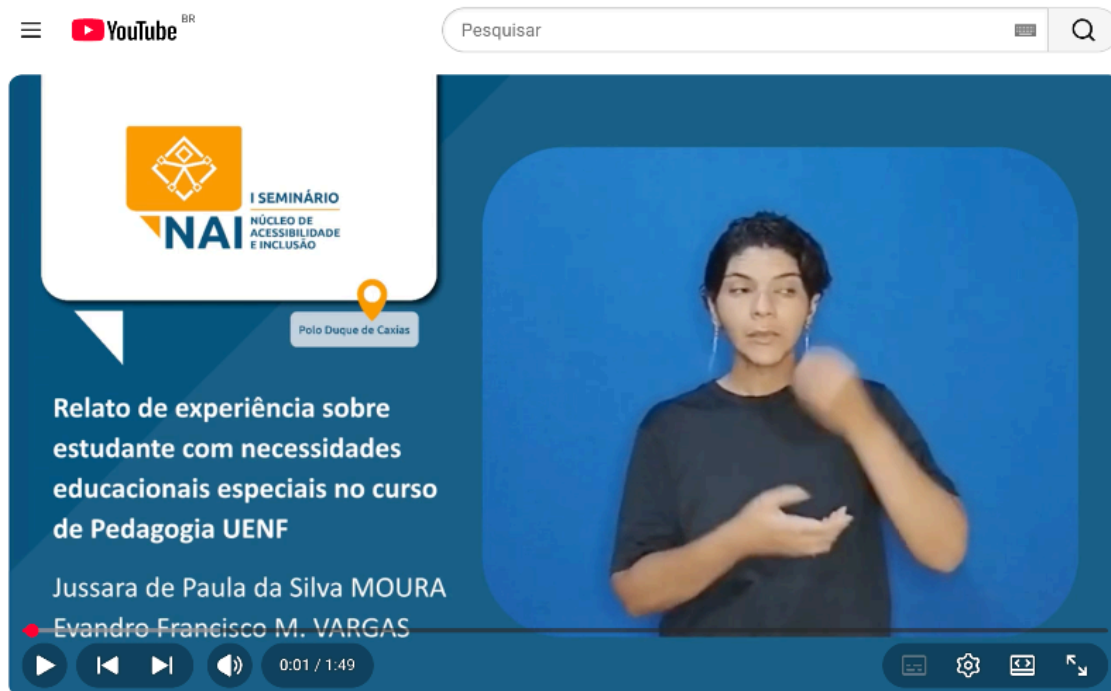 YouTube BR
Pesquisar
I SEMINÁRIO
NAI
NÚCLEO DE
ACESSIBILIDADE
E INCLUSÃO
Polo Duque de Caxias
Relato de experiência sobre
estudante com necessidades
educacionais especiais no curso
de Pedagogia UENF
Jussara de Paula da Silva MOURA
Evandro Francisco M. VARGAS
0:01 / 1:49